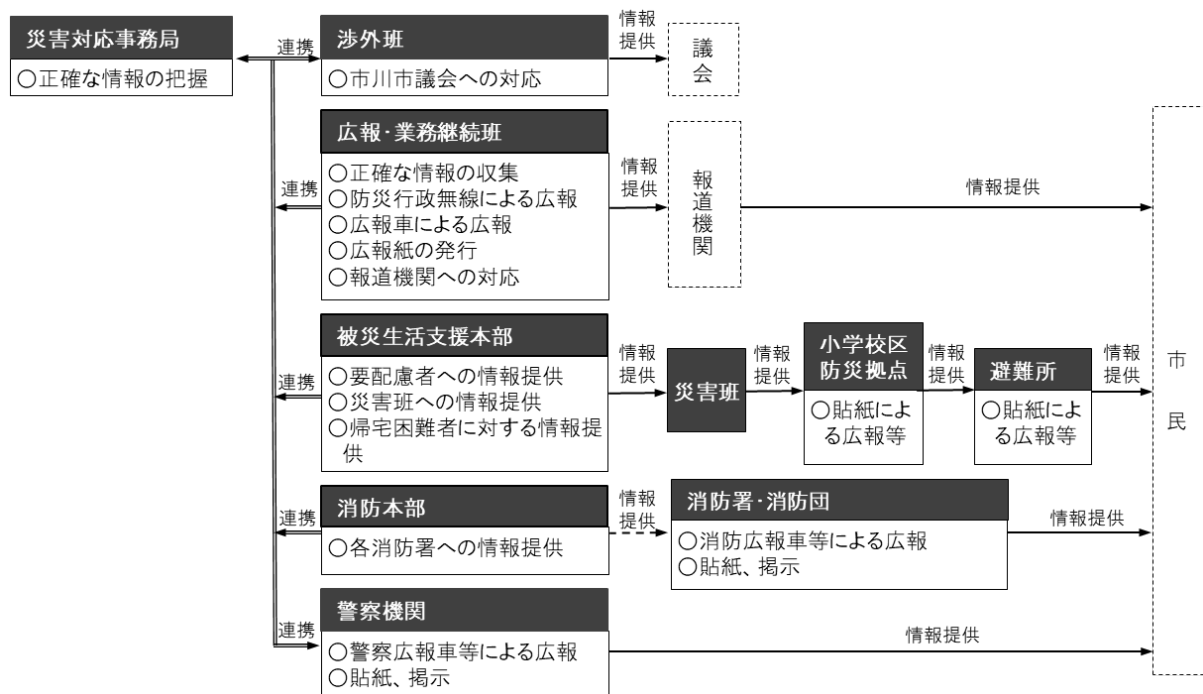 災害対応事務局
○正確な情報の把握
連携
渉外班
○市川市議会への対応
情報
提供
議
会
連携
広報・業務継続班
○正確な情報の収集
○防災行政無線による広報
○広報車による広報
○広報紙の発行
○報道機関への対応
情報
提供
報
道
機
関
情報提供
連携
被災生活支援本部
○要配慮者への情報提供
○災害班への情報提供
○帰宅困難者に対する情報提
供
情報
提供
災害班
情報
提供
小学校区
防災拠点
○貼紙によ
る広報等
情報
提供
避難所
○貼紙によ
る広報等
情報
提供
市
民
連携
消防本部
○各消防署への情報提供
情報
提供
消防署・消防団
○消防広報車等による広報
○貼紙、掲示
情報提供
連携
警察機関
○警察広報車等による広報
○貼紙、掲示
情報提供